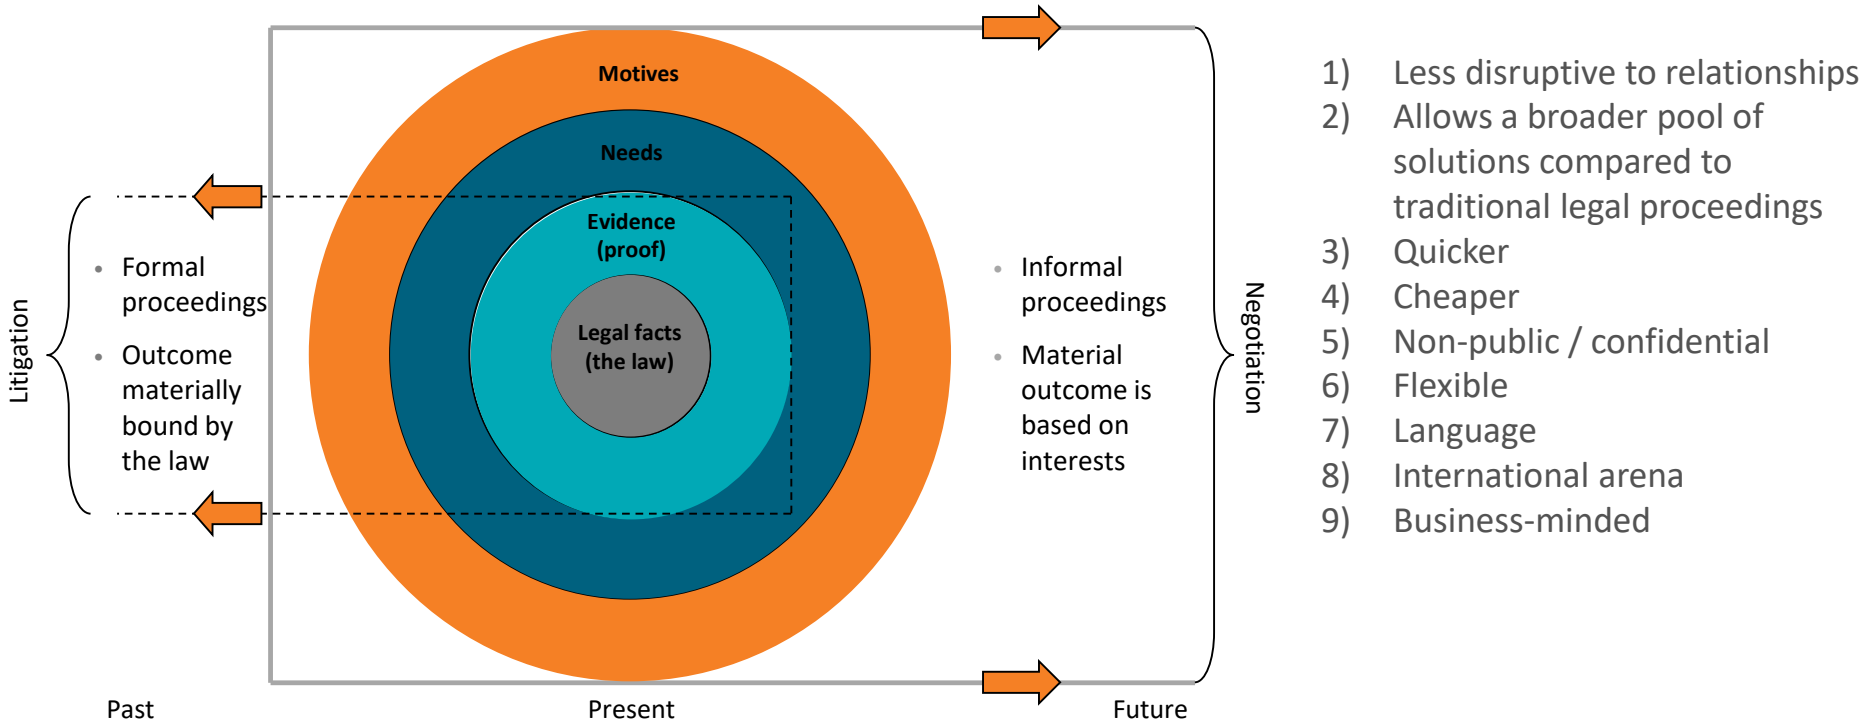 Motives
Needs
Evidence
(proof)
Legal facts
(the law)
Litigation
• Formal
proceedings
• Outcome
materially
bound by
the law
• Informal
proceedings
• Material
outcome is
based on
interests
Negotiation
Past
Present
Future
1) Less disruptive to relationships
2) Allows a broader pool of
solutions compared to
traditional legal proceedings
3) Quicker
4) Cheaper
5) Non-public / confidential
6) Flexible
7) Language
8) International arena
9) Business-minded